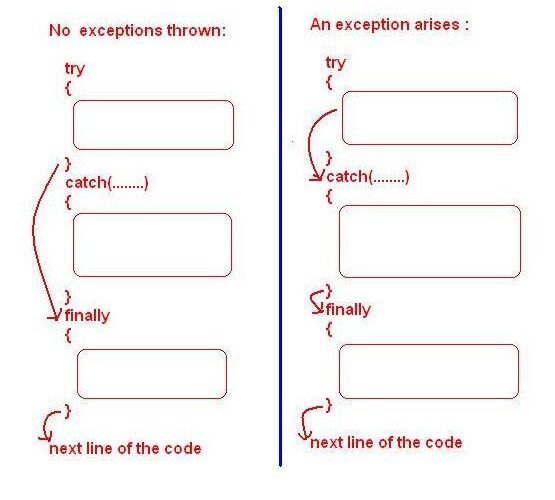 No exceptions thrown:
try
{
}
catch(........)
{
}
finally
{
}
next line of the code
An exception arises :
try
{
}
catch(........)
{
}
finally
{
}
next line of the code